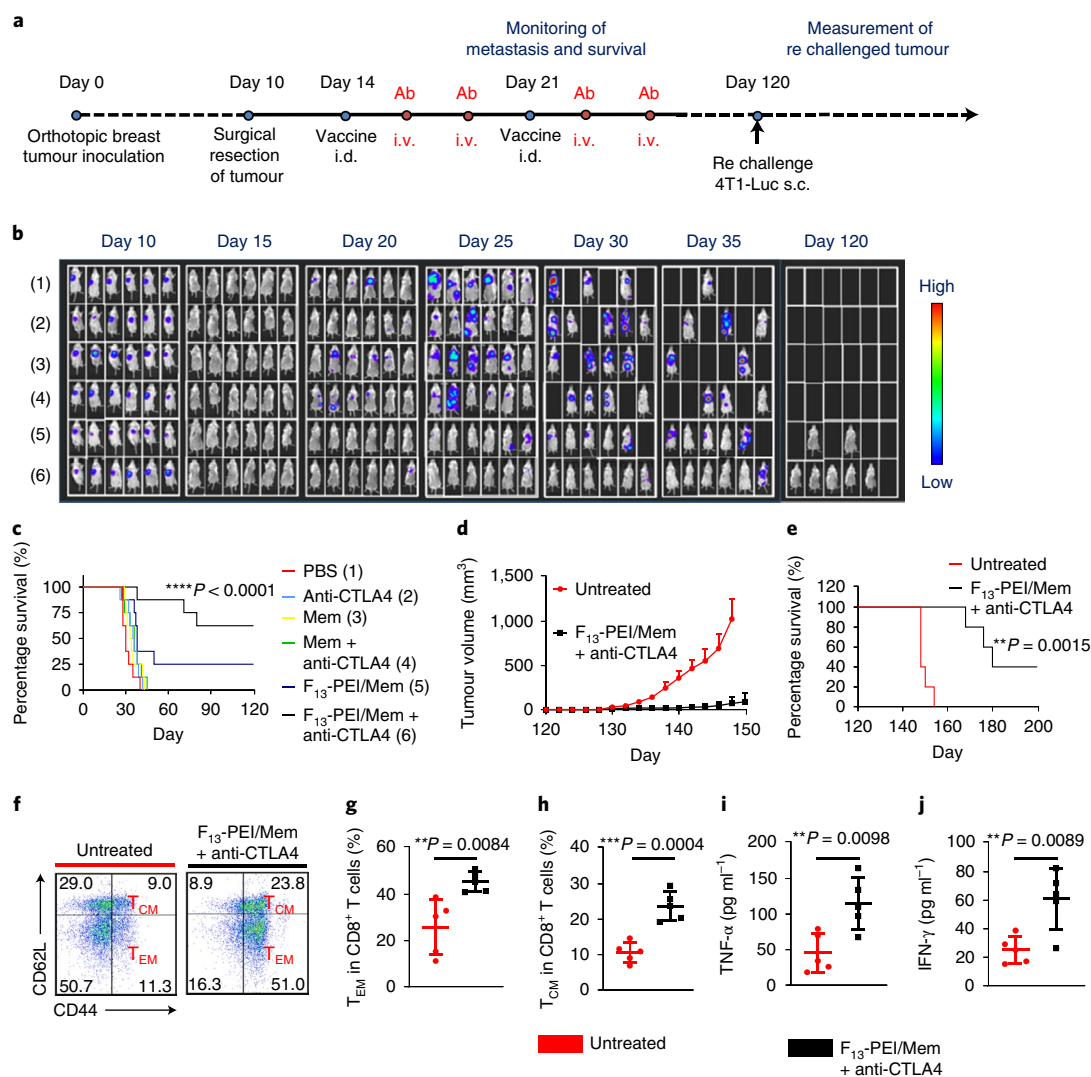 a
Monitoring of
metastasis and survival
Measurement of
re challenged tumour
Day 0
Day 10
Day 14
Ab
Ab
Day 21
Ab
Ab
Day 120
Orthotopic breast
tumour inoculation
Surgical
resection
of tumour
Vaccine
i.d.
i.v.
i.v.
Vaccine
i.d.
i.v.
i.v.
Re challenge
4T1-Luc s.c.
b
Day 10
Day 15
Day 20
Day 25
Day 30
Day 35
Day 120
(1)
(2)
(3)
(4)
(5)
(6)
High
Low
c
Percentage survival (%)
100
75
50
25
0
0
30
60
90
120
Day
****P < 0.0001
PBS (1)
Anti-CTLA4 (2)
Mem (3)
Mem +
anti-CTLA4 (4)
F₁₃-PEI/Mem (5)
F₁₃-PEI/Mem +
anti-CTLA4 (6)
d
Tumour volume (mm³)
1,500
1,000
500
0
120
130
140
150
Day
Untreated
F₁₃-PEI/Mem
+ anti-CTLA4
e
Percentage survival (%)
100
80
60
40
20
0
120
140
160
180
200
Day
Untreated
F₁₃-PEI/Mem
+ anti-CTLA4
**P = 0.0015
f
Untreated
F₁₃-PEI/Mem
+ anti-CTLA4
CD62L
CD44
29.0
9.0
T_CM
T_EM
50.7
11.3
8.9
23.8
T_CM
T_EM
16.3
51.0
g
T_EM in CD8⁺ T cells (%)
60
40
20
0
**P = 0.0084
h
T_CM in CD8⁺ T cells (%)
40
30
20
10
0
***P = 0.0004
i
TNF-α (pg ml⁻¹)
200
150
100
50
0
**P = 0.0098
j
IFN-γ (pg ml⁻¹)
100
80
60
40
20
0
**P = 0.0089
Untreated
F₁₃-PEI/Mem
+ anti-CTLA4